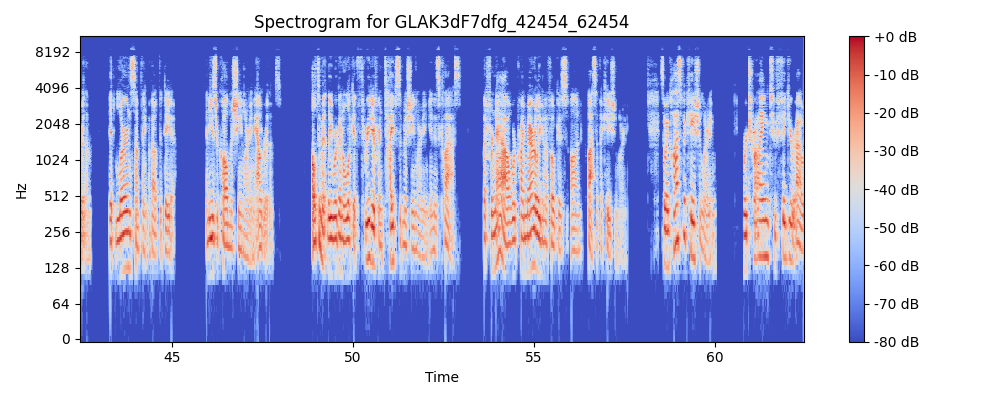 Spectrogram for GLAK3dF7dfg_42454_62454
Hz
8192
4096
2048
1024
512
256
128
64
0
45
50
55
60
Time
+0 dB
-10 dB
-20 dB
-30 dB
-40 dB
-50 dB
-60 dB
-70 dB
-80 dB